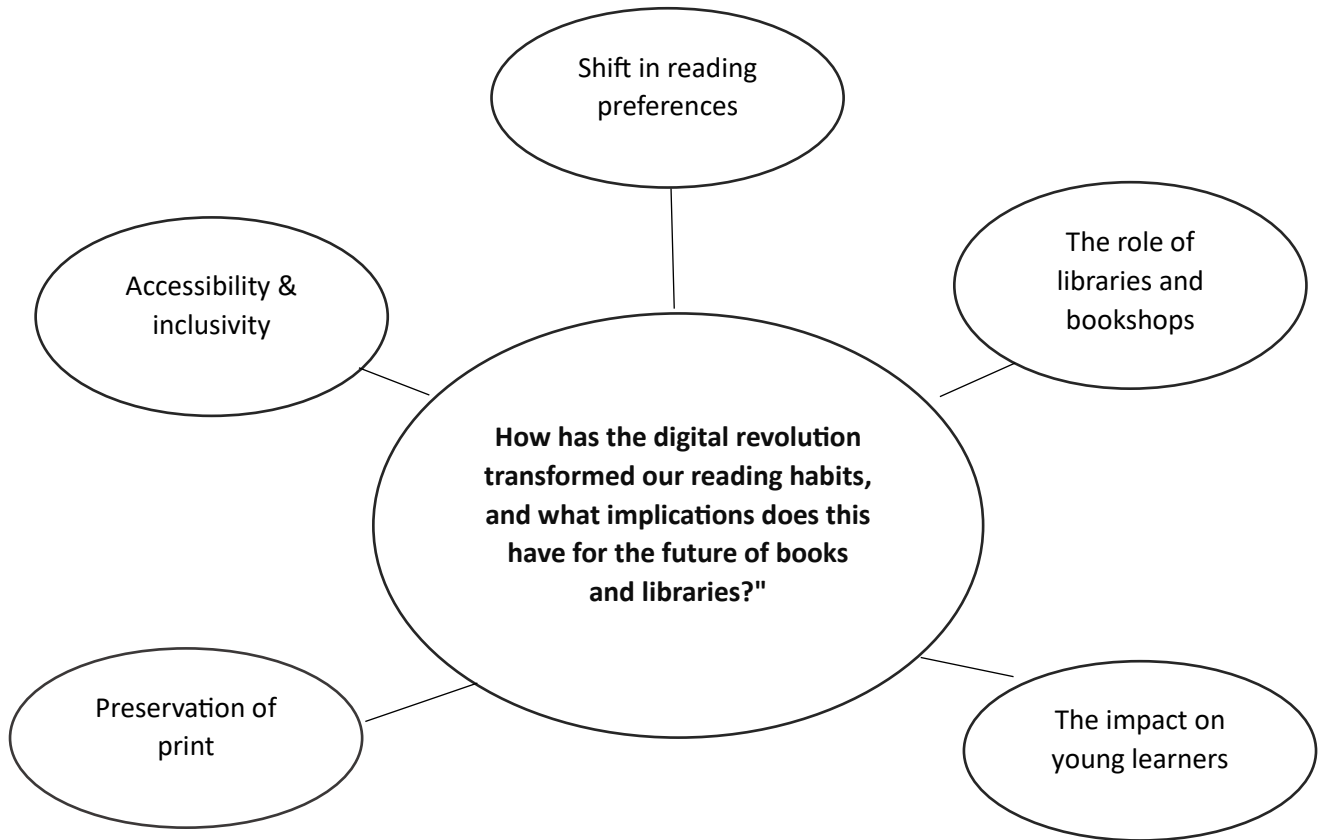 Shift in reading
preferences
The role of
libraries and
bookshops
Accessibility &
inclusivity
How has the digital revolution
transformed our reading habits,
and what implications does this
have for the future of books
and libraries?"
Preservation of
print
The impact on
young learners